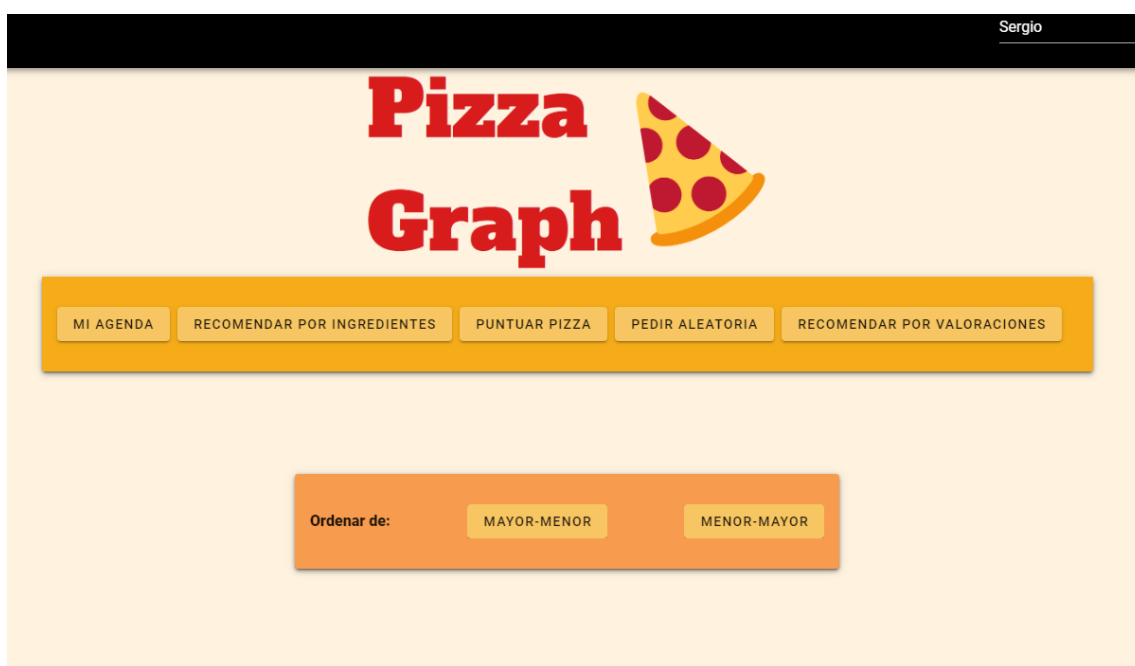 Sergio
Pizza
Graph
MI AGENDA RECOMENDAR POR INGREDIENTES PUNTUAR PIZZA PEDIR ALEATORIA RECOMENDAR POR VALORACIONES
Ordenar de: MAYOR-MENOR MENOR-MAYOR